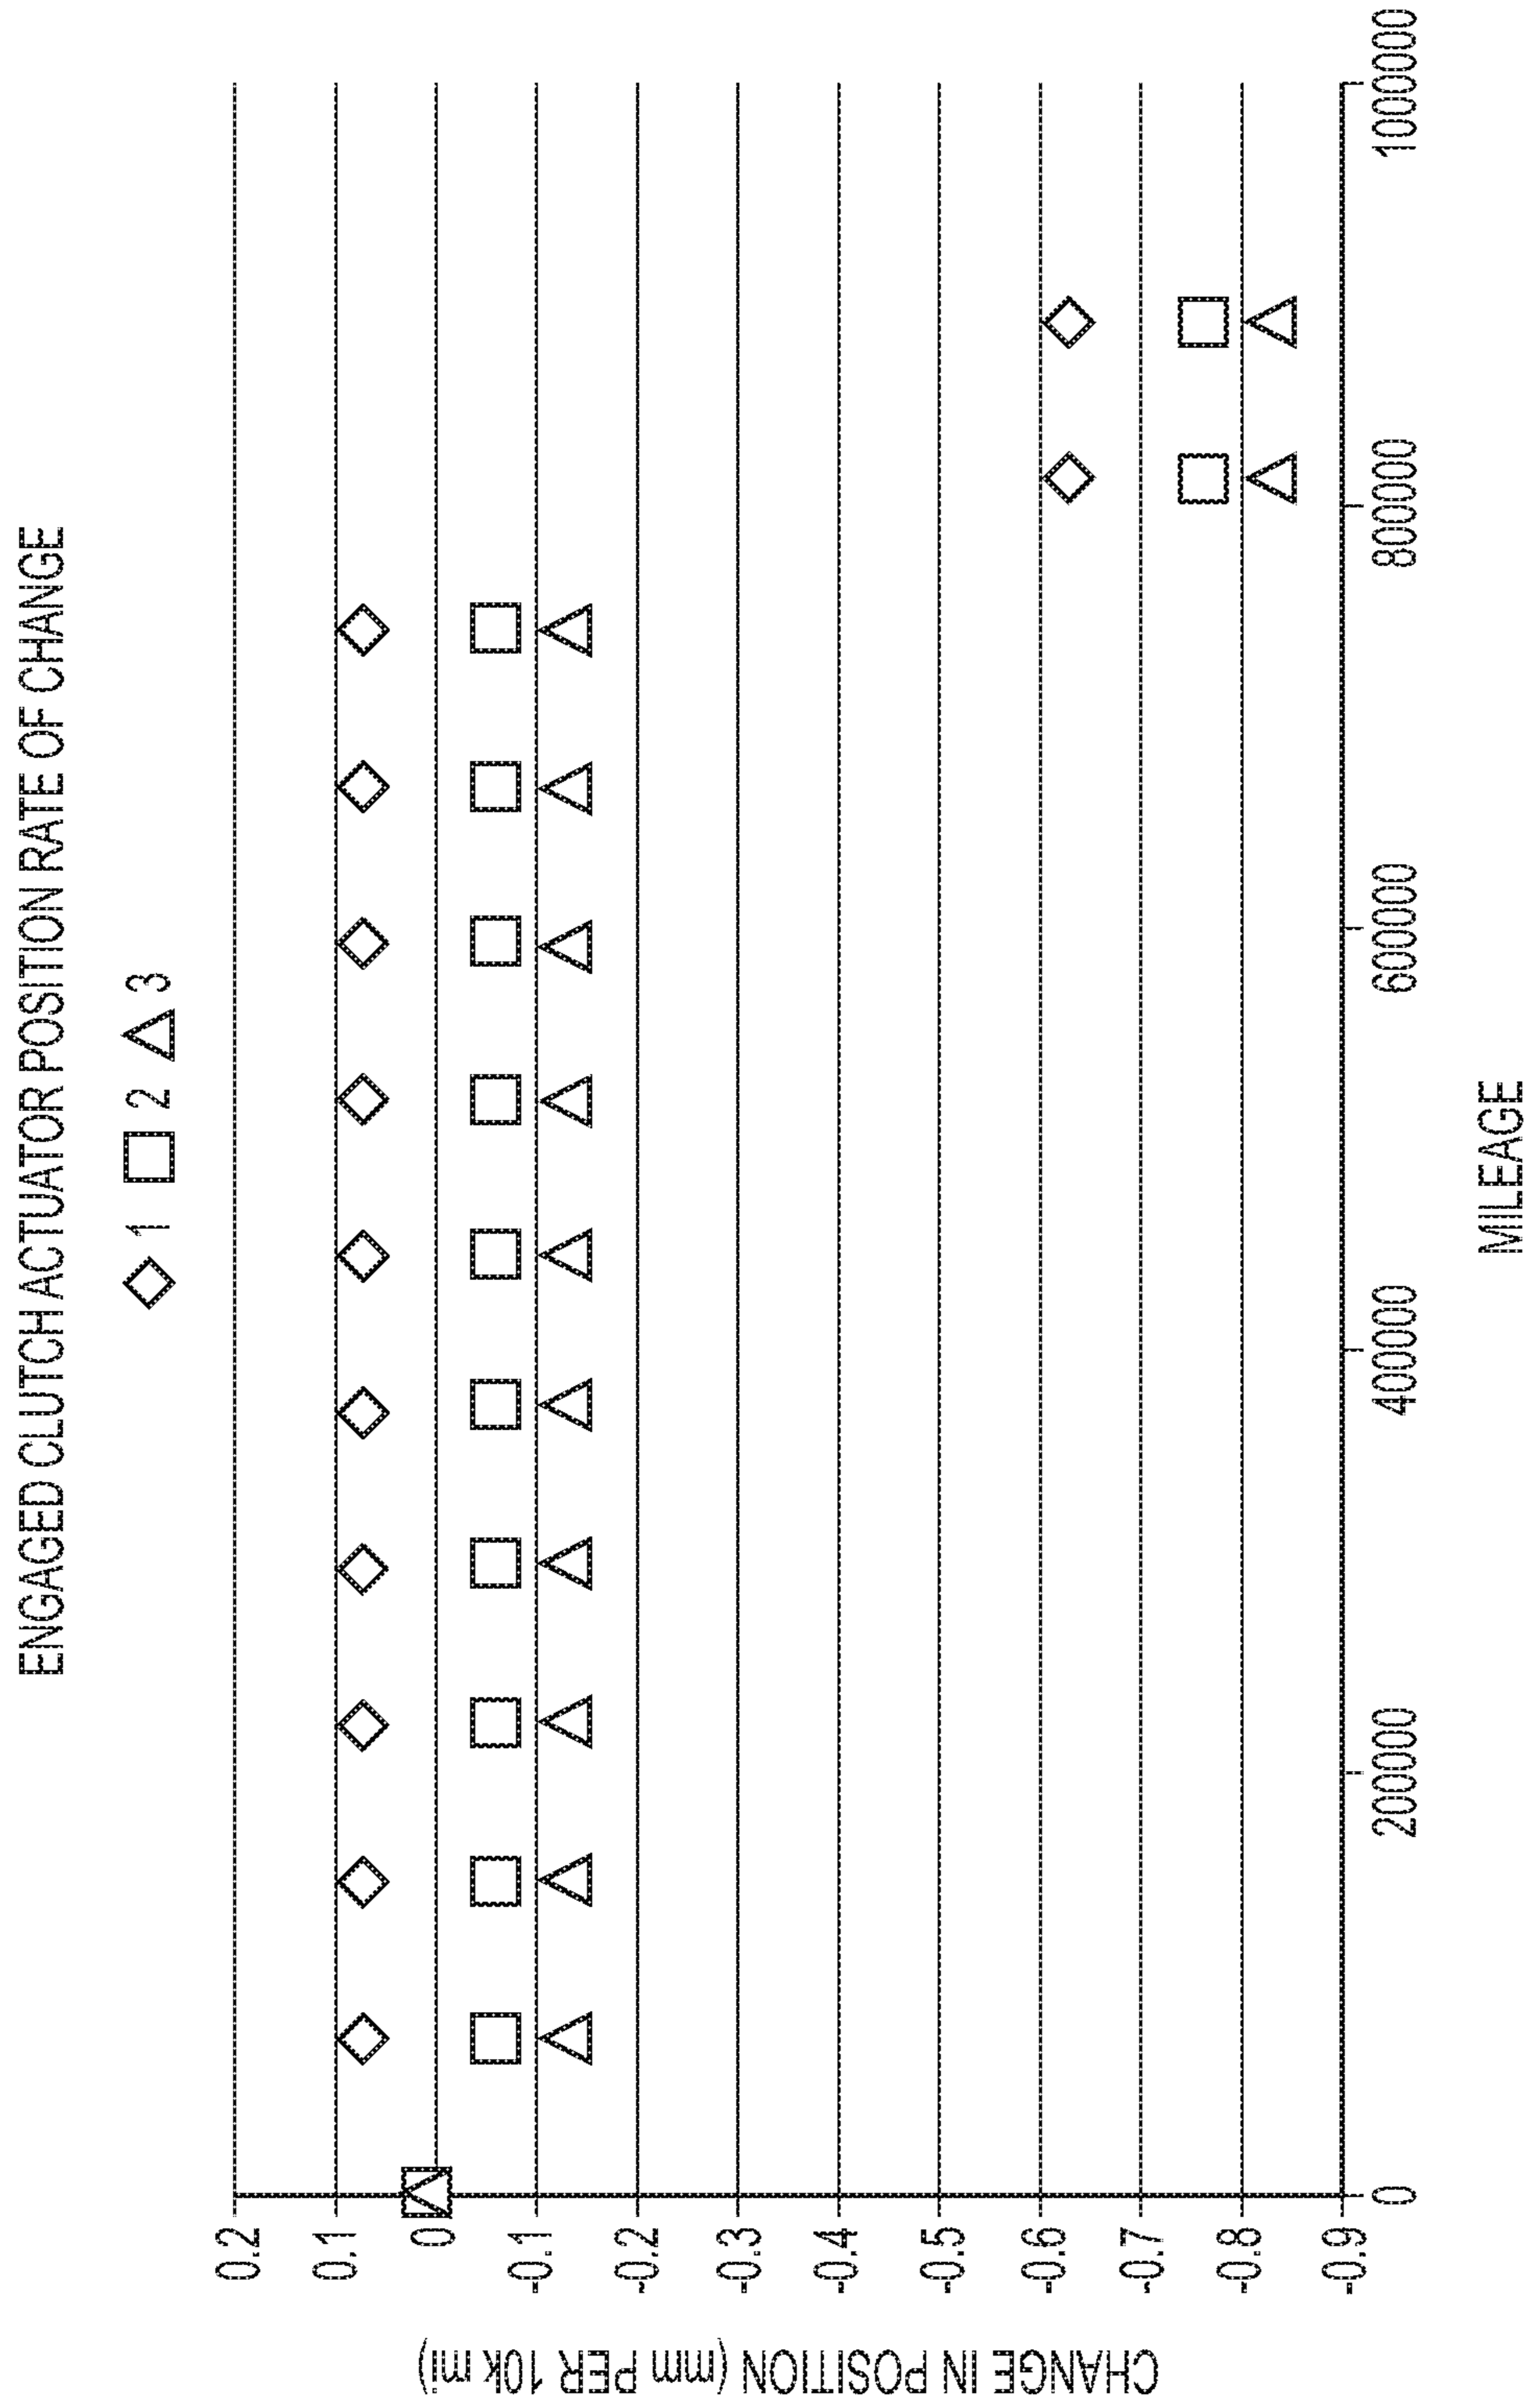 ENGAGED CLUTCH ACTUATOR POSITION RATE OF CHANGE
1 2 3
CHANGE IN POSITION (mm PER 10k mi)
0.2
0.1
0
-0.1
-0.2
-0.3
-0.4
-0.5
-0.6
-0.7
-0.8
-0.9
0 200000 400000 600000 800000 1000000
MILEAGE